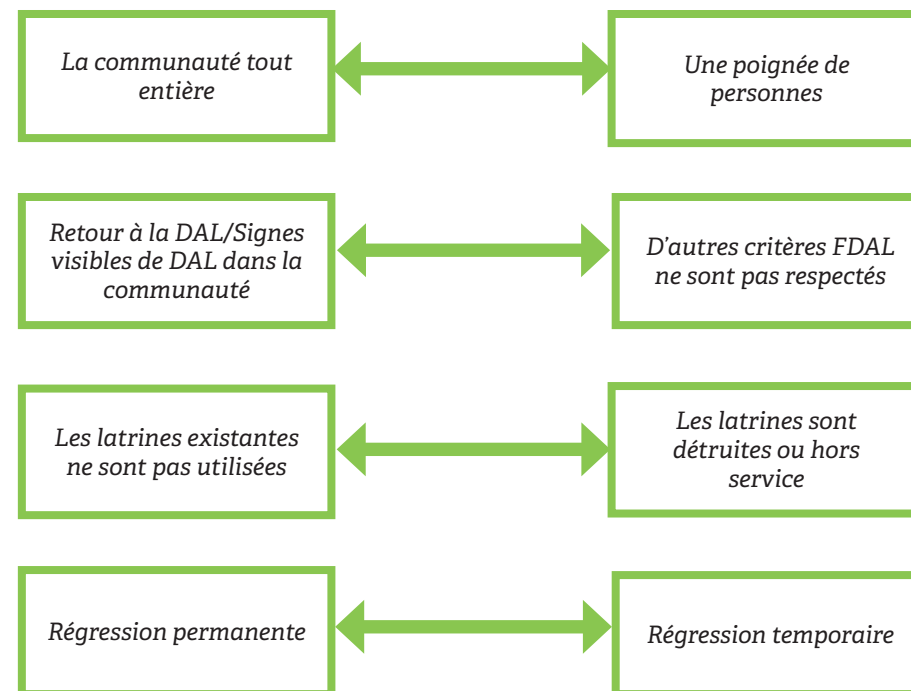 La communauté tout
entière
Une poignée de
personnes
Retour à la DAL/Signes
visibles de DAL dans la
communauté
D'autres critères FDAL
ne sont pas respectés
Les latrines existantes
ne sont pas utilisées
Les latrines sont
détruites ou hors
service
Régression permanente
Régression temporaire